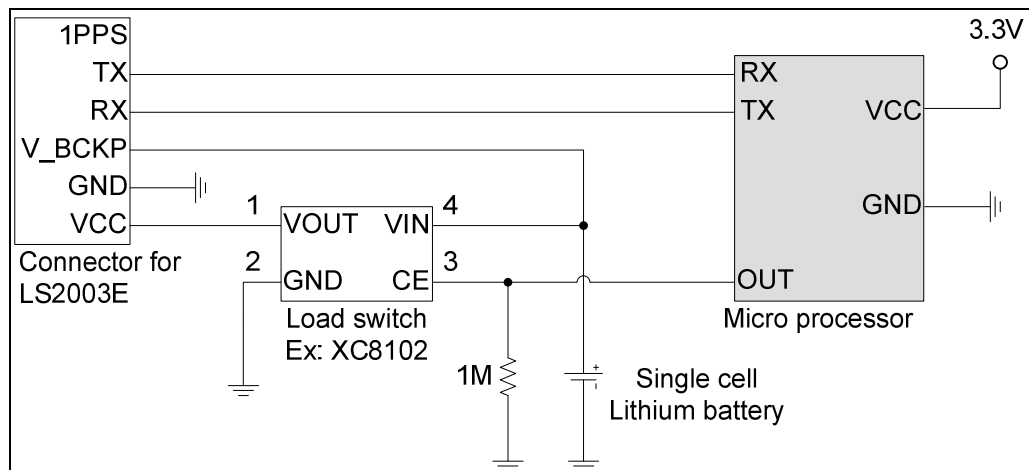 1PPS
TX
RX
V_BCKP
GND
VCC
Connector for
LS2003E
1
2
VOUT
VIN
GND
CE
4
3
Load switch
Ex: XC8102
1M
+
-
Single cell
Lithium battery
RX
TX
VCC
GND
OUT
Micro processor
3.3V